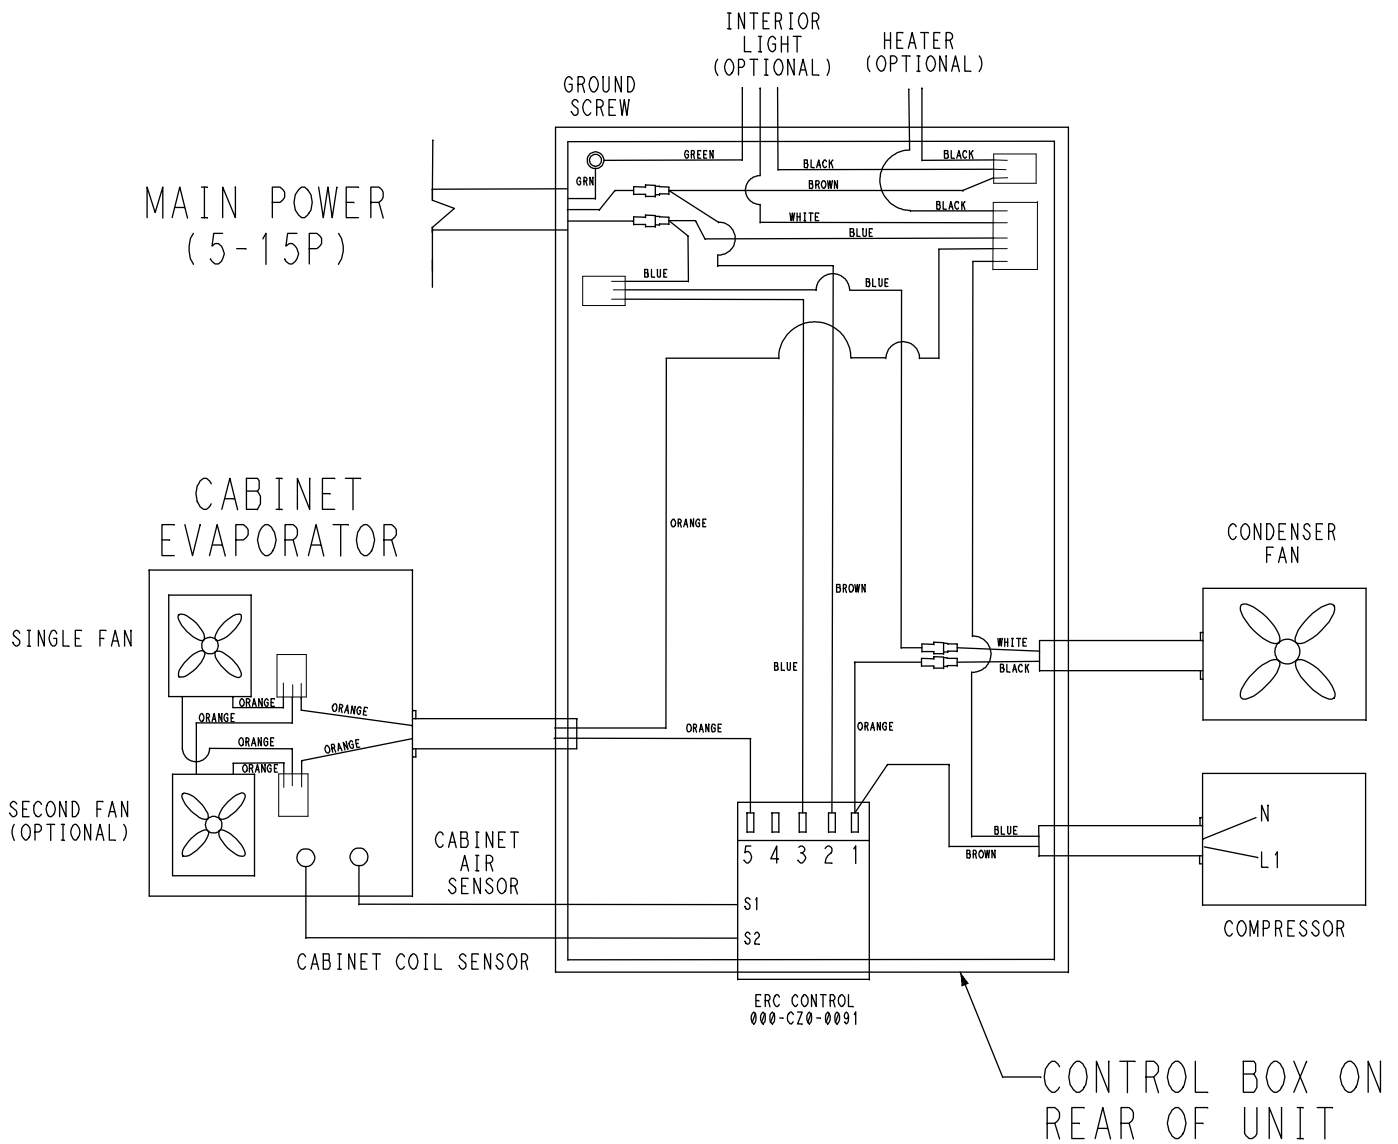 INTERIOR
LIGHT
(OPTIONAL)
HEATER
(OPTIONAL)
GROUND
SCREW
GREEN
BLACK
BLACK
GRN
BROWN
MAIN POWER
(5-15P)
WHITE
BLACK
BLUE
BLUE
BLUE
CABINET
EVAPORATOR
ORANGE
CONDENSER
FAN
BROWN
SINGLE FAN
WHITE
BLACK
BLUE
ORANGE
ORANGE
ORANGE
ORANGE
ORANGE
ORANGE
ORANGE
ORANGE
SECOND FAN
(OPTIONAL)
CABINET
AIR
SENSOR
5 4 3 2 1
BLUE
BROWN
N
L1
S1
S2
COMPRESSOR
CABINET COIL SENSOR
ERC CONTROL
000-CZ0-0091
CONTROL BOX ON
REAR OF UNIT